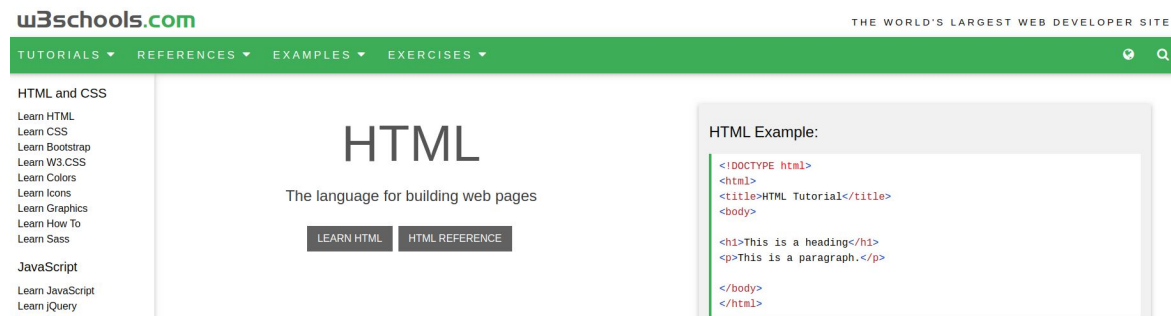 w3schools.com
THE WORLD'S LARGEST WEB DEVELOPER SITE
TUTORIALS REFERENCES EXAMPLES EXERCISES
HTML and CSS
Learn HTML
Learn CSS
Learn Bootstrap
Learn W3.CSS
Learn Colors
Learn Icons
Learn Graphics
Learn How To
Learn Sass
JavaScript
Learn JavaScript
Learn jQuery
HTML
The language for building web pages
LEARN HTML HTML REFERENCE
HTML Example:
<!DOCTYPE html>
<html>
<title>HTML Tutorial</title>
<body>
<h1>This is a heading</h1>
<p>This is a paragraph.</p>
</body>
</html>